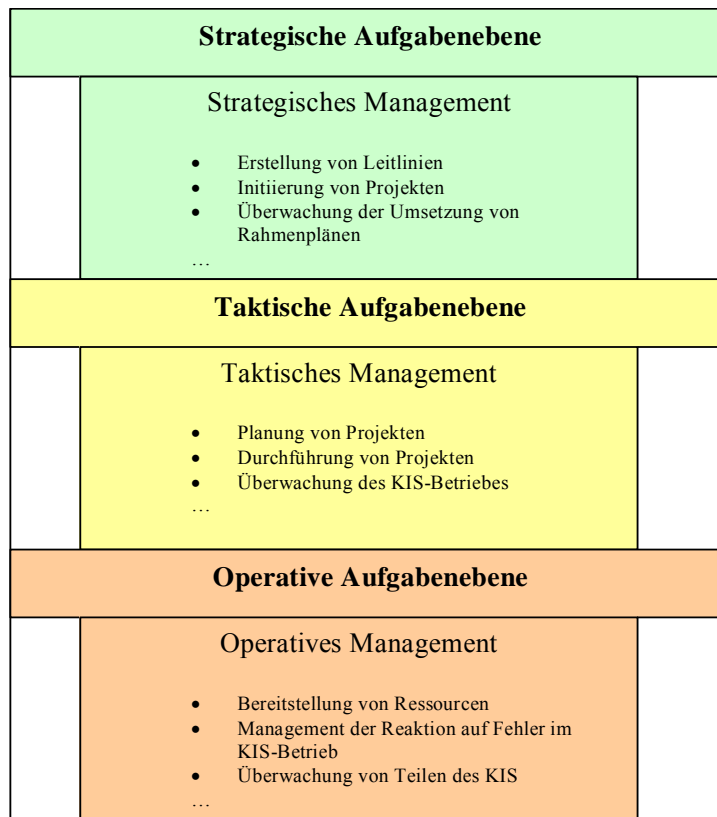 Strategische Aufgabenebene
Strategisches Management
• Erstellung von Leitlinien
• Initiierung von Projekten
• Überwachung der Umsetzung von
Rahmenplänen
…
Taktische Aufgabenebene
Taktisches Management
• Planung von Projekten
• Durchführung von Projekten
• Überwachung des KIS-Betriebes
…
Operative Aufgabenebene
Operatives Management
• Bereitstellung von Ressourcen
• Management der Reaktion auf Fehler im
KIS-Betrieb
• Überwachung von Teilen des KIS
…